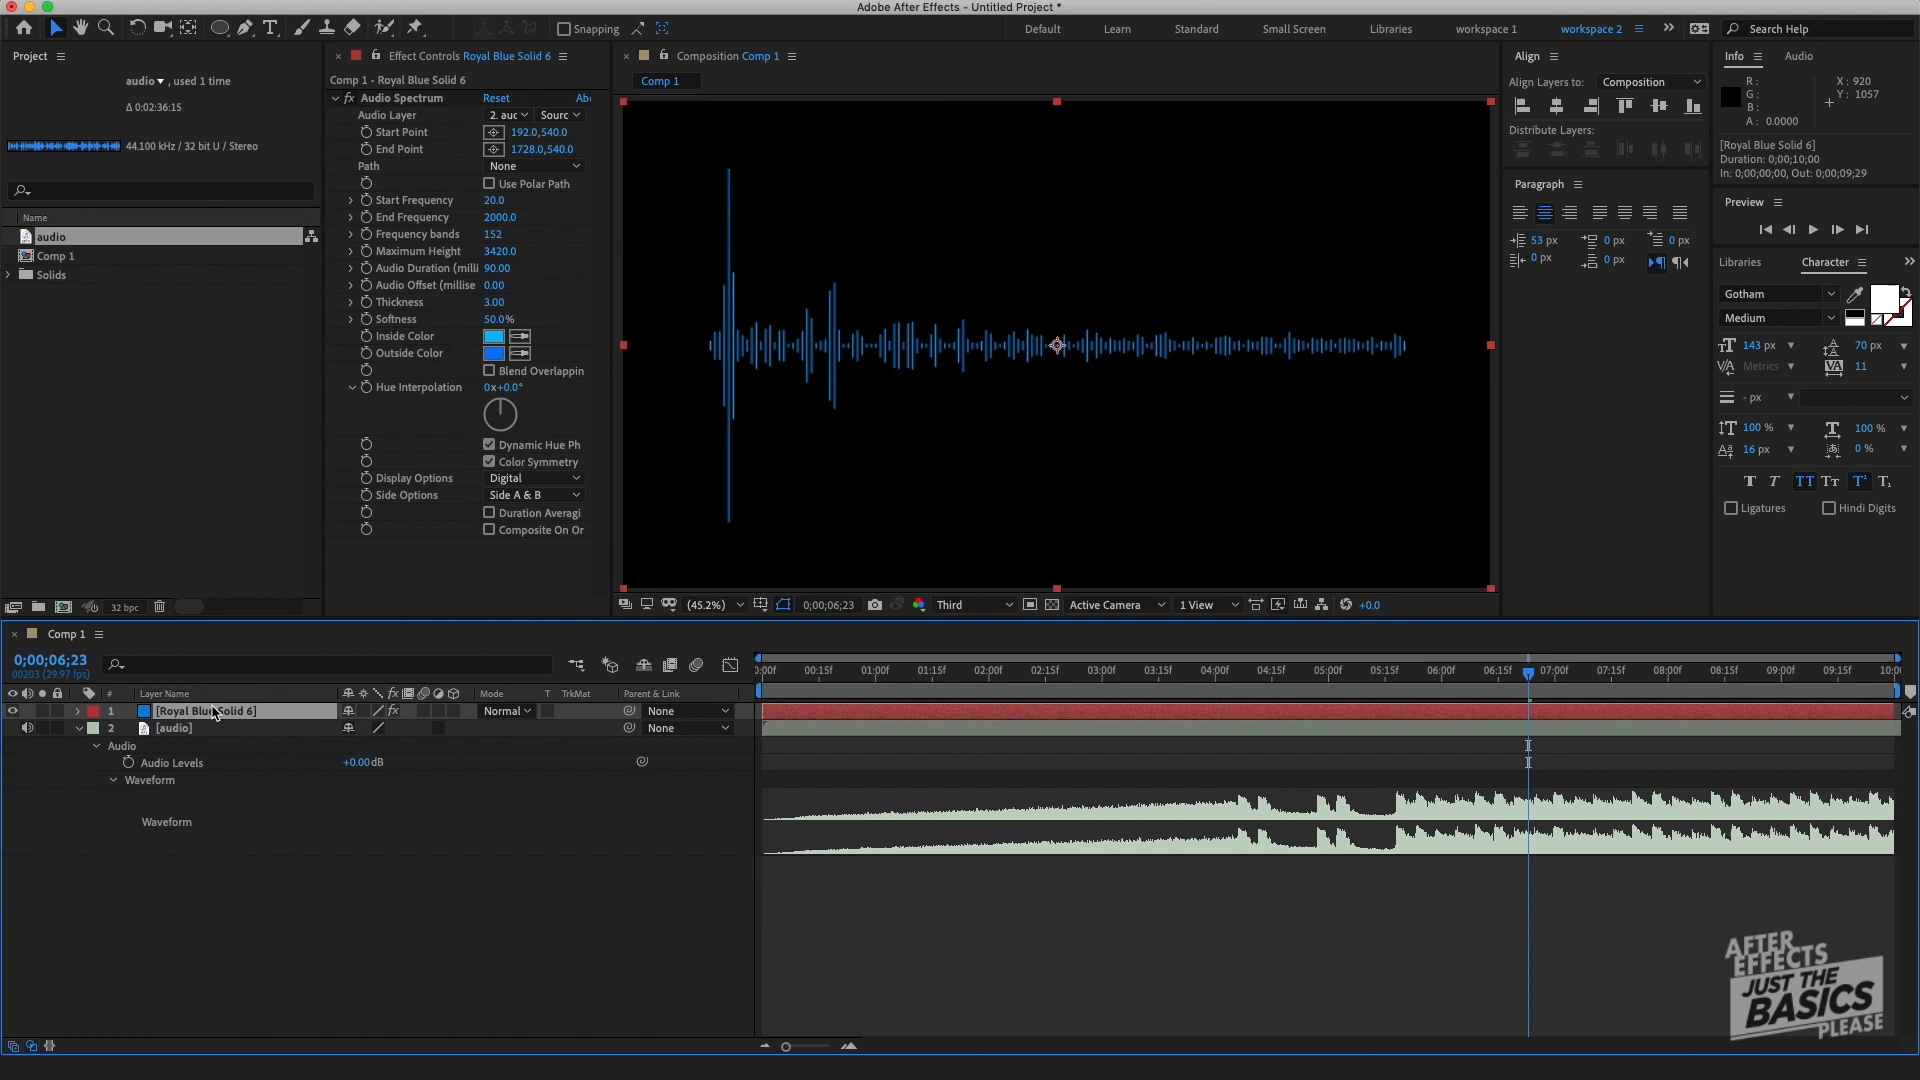 Adobe After Effects - Untitled Project *
Snapping
Default
Learn
Standard
Small Screen
Libraries
workspace 1
workspace 2
Search Help
Project
audio , used 1 time
Δ 0:02:36:15
44.100 kHz / 32 bit U / Stereo
Name
audio
Comp 1
Solids
32 bpc
Effect Controls Royal Blue Solid 6
Comp 1 • Royal Blue Solid 6
fx Audio Spectrum Reset Ab
Audio Layer 2. auc Sourc
Start Point 192.0,540.0
End Point 1728.0,540.0
Path None
Use Polar Path
Start Frequency 20.0
End Frequency 2000.0
Frequency bands 152
Maximum Height 3420.0
Audio Duration (milli 90.00
Audio Offset (millise 0.00
Thickness 3.00
Softness 50.0%
Inside Color
Outside Color
Blend Overlappin
Hue Interpolation 0x+0.0°
Dynamic Hue Ph
Color Symmetry
Display Options Digital
Side Options Side A & B
Duration Averagi
Composite On Or
Composition Comp 1
Comp 1
(45.2%) 0;00;06;23 Third Active Camera 1 View +0.0
Align
Align Layers to: Composition
Distribute Layers:
Paragraph
53 px 0 px 0 px
0 px 0 px
Info Audio
R :
G :
B :
A : 0.0000
X : 920
Y : 1057
[Royal Blue Solid 6]
Duration: 0;00;10;00
In: 0;00;00;00, Out: 0;00;09;29
Preview
Libraries Character
Gotham
Medium
143 px 70 px
Metrics 11
- px
100 % 100 %
16 px 0 %
T T TT Tт T¹ T₁
Ligatures Hindi Digits
Comp 1
0;00;06;23
00203 (29.97 fps)
:00f 00:15f 01:00f 01:15f 02:00f 02:15f 03:00f 03:15f 04:00f 04:15f 05:00f 05:15f 06:00f 06:15f 07:00f 07:15f 08:00f 08:15f 09:00f 09:15f 10:0
# Layer Name fx Mode T TrkMat Parent & Link
1 [Royal Blue Solid 6] fx Normal None
2 [audio] None
Audio
Audio Levels +0.00dB
Waveform
Waveform
AFTER
EFFECTS
JUST THE
BASICS
PLEASE